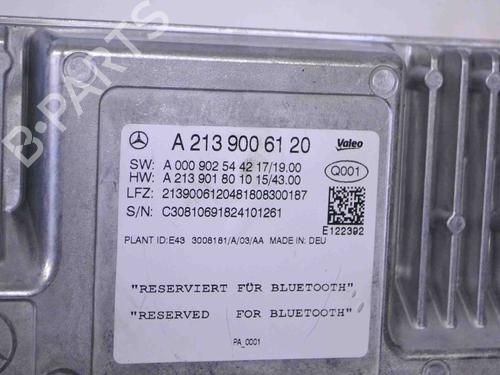 B-PARTS
A 213 900 61 20
Valeo
SW: A 000 902 54 42 17/19.00
HW: A 213 901 80 10 15/43.00
Q001
LFZ: 2139006120481808300187
S/N: C30810691824101261
E122392
PLANT ID:E43 3008181/A/03/AA MADE IN: DEU
"RESERVIERT FÜR BLUETOOTH"
"RESERVED FOR BLUETOOTH"
PA_0001